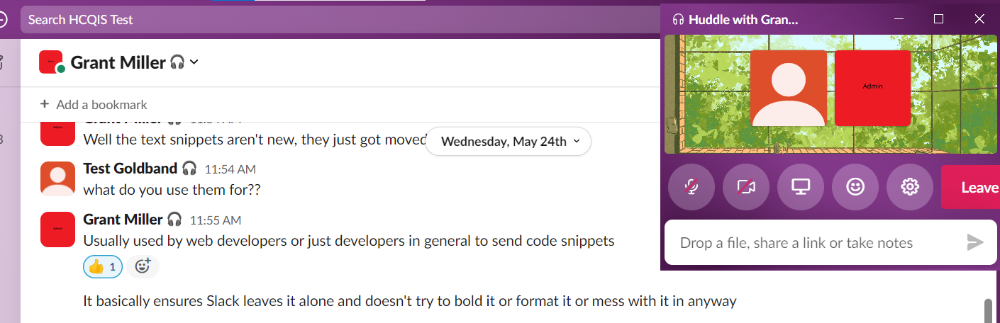 Search HCQIS Test
Huddle with Gran...
Grant Miller
Admin
+ Add a bookmark
Well the text snippets aren't new, they just got moved
Wednesday, May 24th
Test Goldband 11:54 AM
what do you use them for??
Grant Miller 11:55 AM
Usually used by web developers or just developers in general to send code snippets
1
It basically ensures Slack leaves it alone and doesn't try to bold it or format it or mess with it in anyway
Leave
Drop a file, share a link or take notes